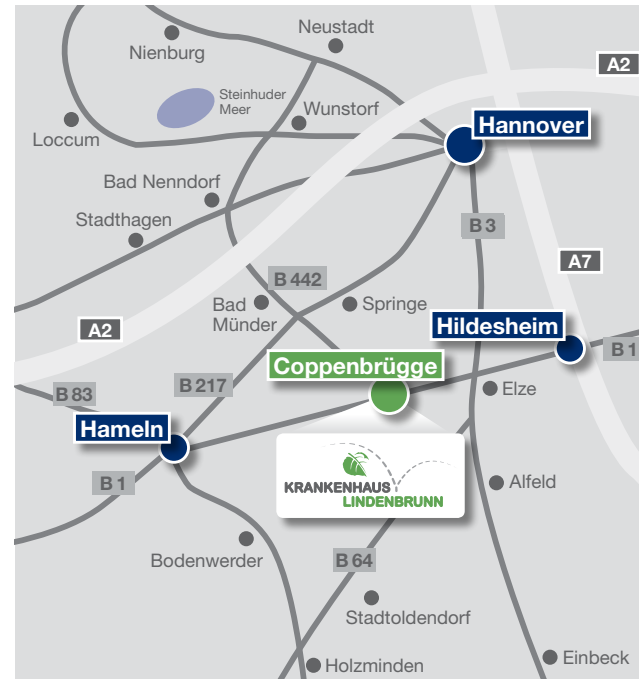 Neustadt
Nienburg
A2
Steinhuder
Meer
Wunstorf
Hannover
Loccum
Bad Nenndorf
Stadthagen
B 3
A7
B 442
Bad
Münder
Springe
A2
Hildesheim
B 1
Coppenbrügge
B 217
B 83
Elze
Hameln
KRANKENHAUS
LINDENBRUNN
B 1
Alfeld
Bodenwerder
B 64
Stadtoldendorf
Holzminden
Einbeck